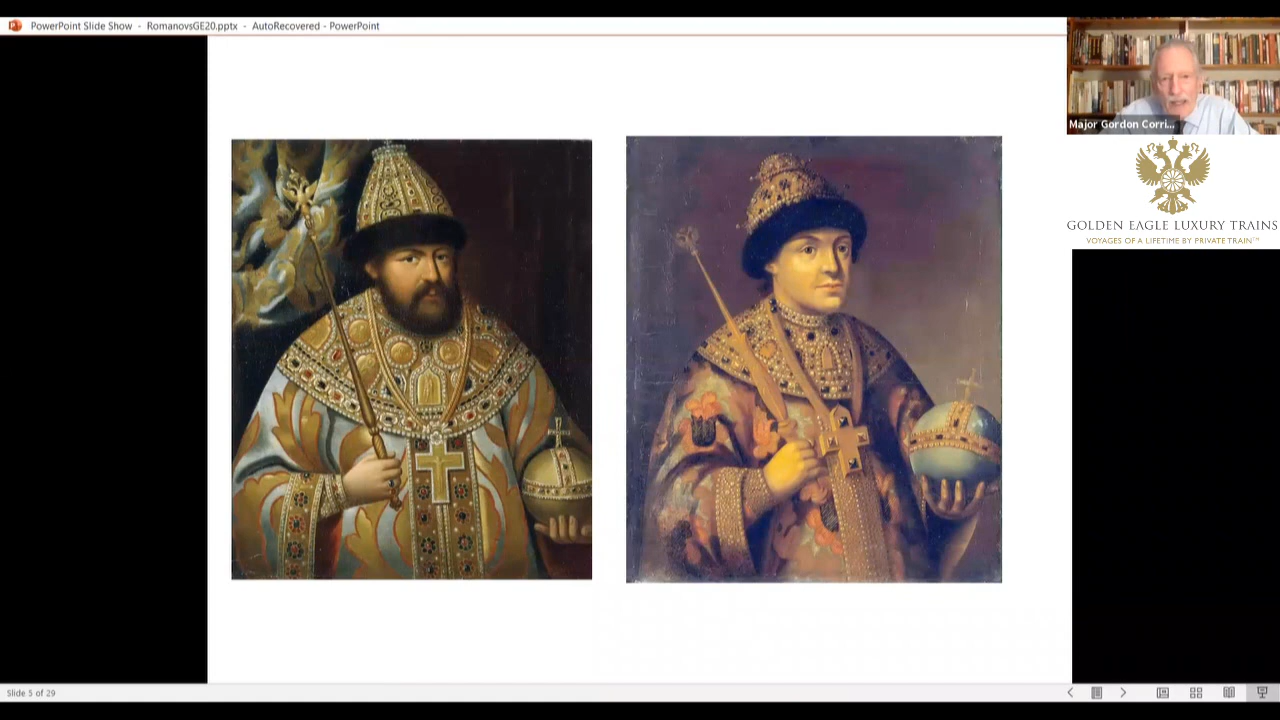 PowerPoint Slide Show - RomanovsGE20.pptx - AutoRecovered - PowerPoint
Major Gordon Corri...
GOLDEN EAGLE LUXURY TRAINS
VOYAGES OF A LIFETIME BY PRIVATE TRAIN™
Slide 5 of 29